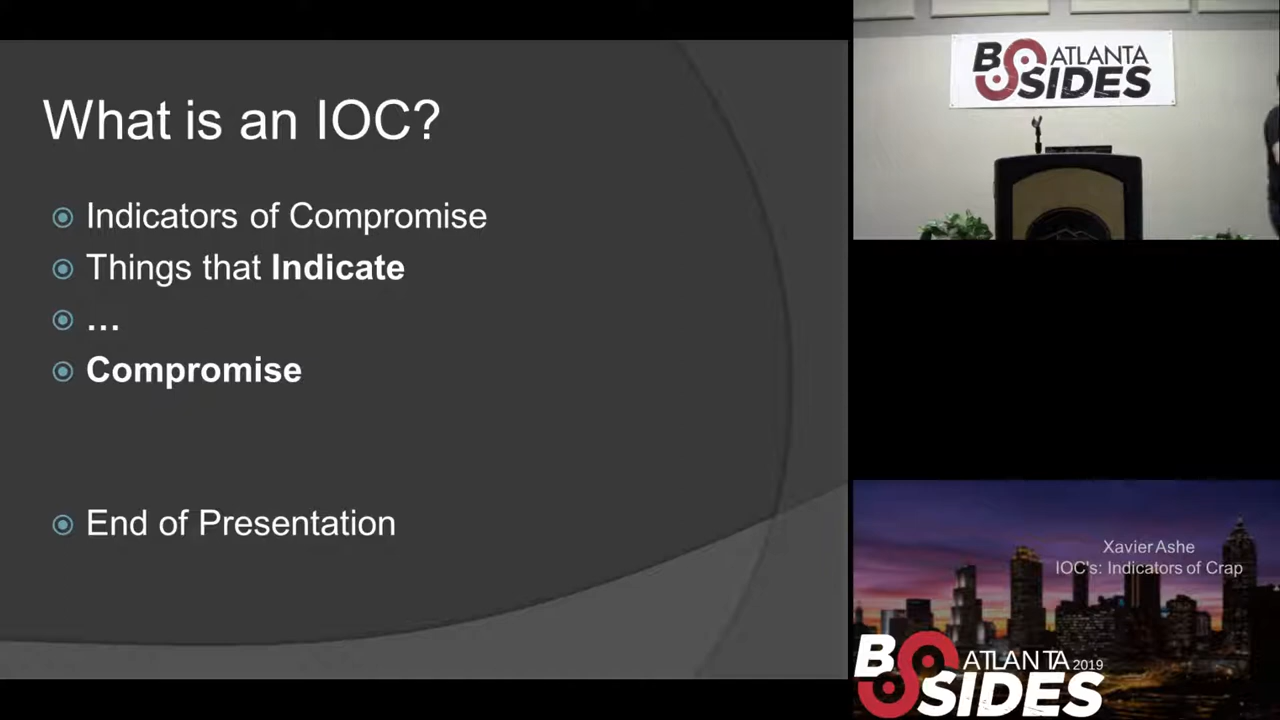 What is an IOC?
Indicators of Compromise
Things that Indicate
...
Compromise
End of Presentation
BSIDES ATLANTA
Xavier Ashe
IOC's: Indicators of Crap
BSIDES ATLANTA 2019